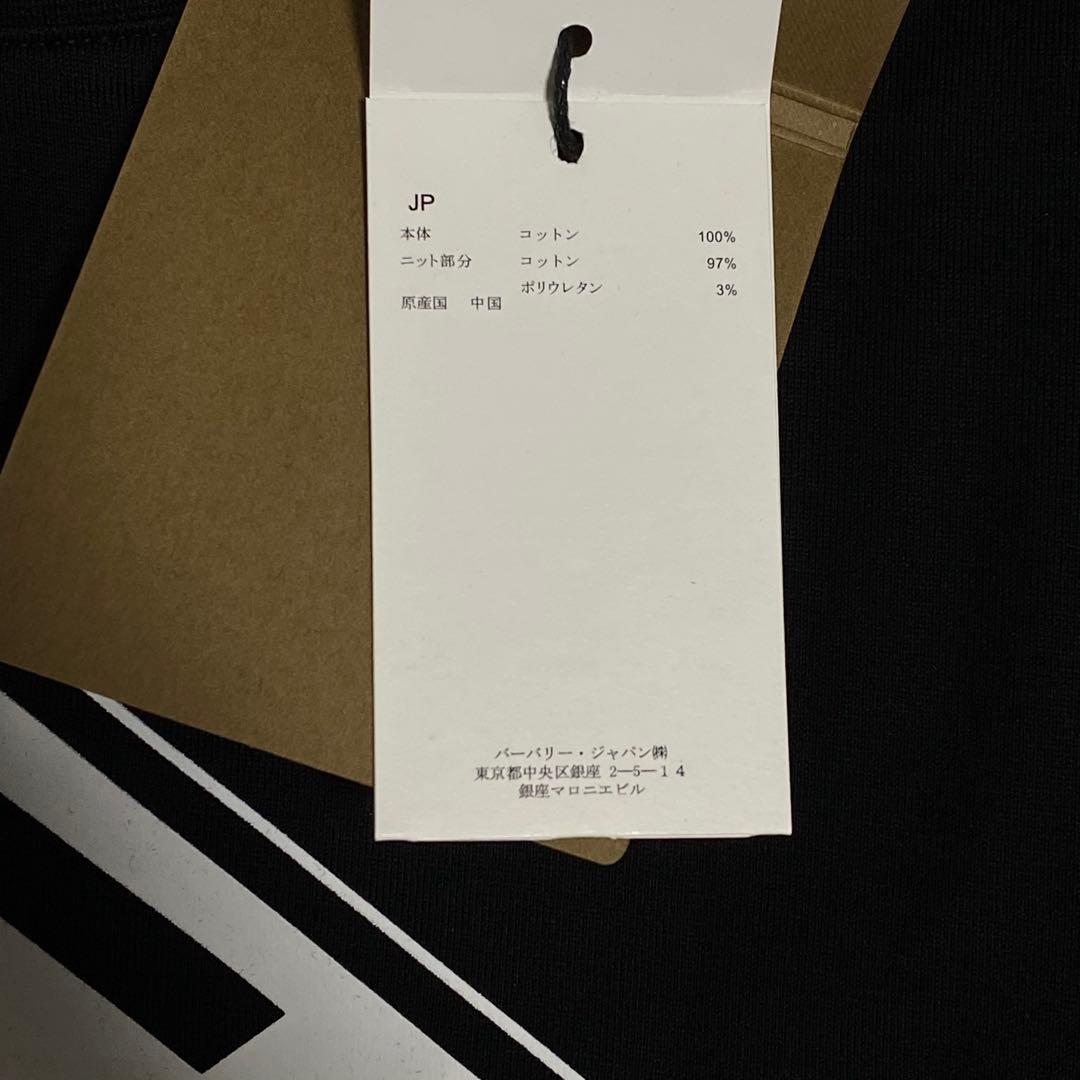 JP
本体 コットン 100%
ニット部分 コットン 97%
ポリウレタン 3%
原産国 中国
バーバリー・ジャパン㈱
東京都中央区銀座 2―5―14
銀座マロニエビル